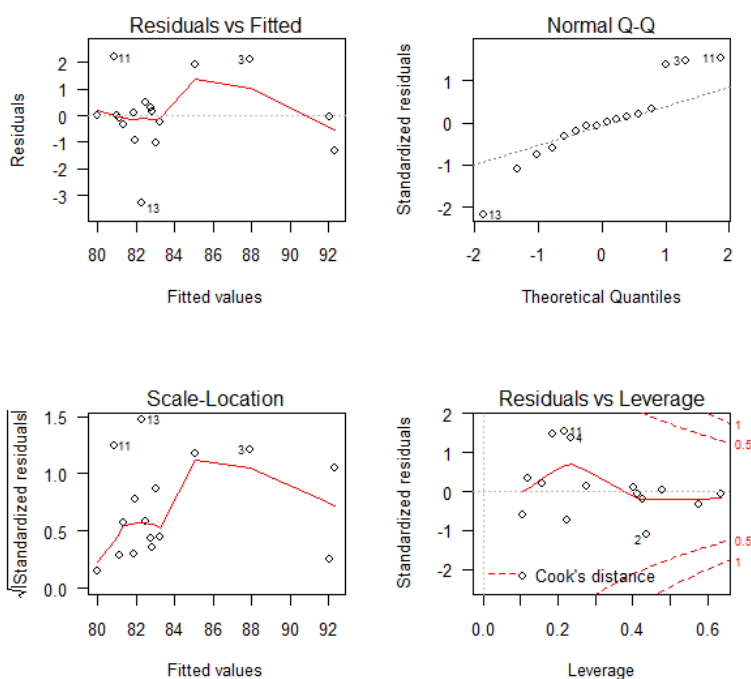 Residuals vs Fitted
Residuals
2
1
0
-1
-2
-3
11
3
13
80 82 84 86 88 90 92
Fitted values
Normal Q-Q
Standardized residuals
1
0
-1
-2
3
11
13
-2 -1 0 1 2
Theoretical Quantiles
Scale-Location
√|Standardized residuals|
1.5
1.0
0.5
0.0
13
11
3
80 82 84 86 88 90 92
Fitted values
Residuals vs Leverage
Standardized residuals
2
1
0
-1
-2
11
4
2
1
0.5
0.5
1
Cook's distance
0.0 0.2 0.4 0.6
Leverage